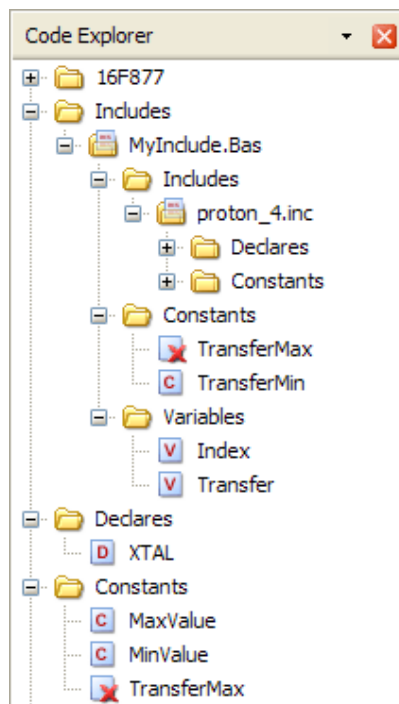 Code Explorer
16F877
Includes
MyInclude.Bas
Includes
proton_4.inc
Declares
Constants
Constants
TransferMax
C TransferMin
Variables
V Index
V Transfer
Declares
D XTAL
Constants
C MaxValue
C MinValue
TransferMax